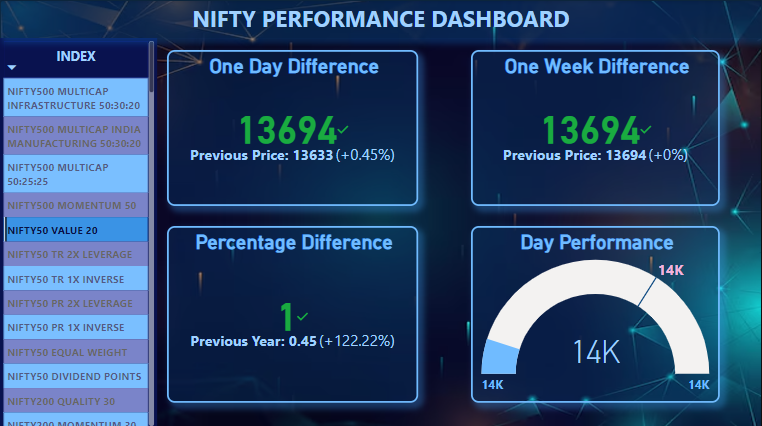 NIFTY PERFORMANCE DASHBOARD
INDEX
NIFTY500 MULTICAP
INFRASTRUCTURE 50:30:20
NIFTY500 MULTICAP INDIA
MANUFACTURING 50:30:20
NIFTY500 MULTICAP
50:25:25
NIFTY500 MOMENTUM 50
NIFTY50 VALUE 20
NIFTY50 TR 2X LEVERAGE
NIFTY50 TR 1X INVERSE
NIFTY50 PR 2X LEVERAGE
NIFTY50 PR 1X INVERSE
NIFTY50 EQUAL WEIGHT
NIFTY50 DIVIDEND POINTS
NIFTY200 QUALITY 30
NIFTY200 MOMENTUM 30
One Day Difference
13694
Previous Price: 13633 (+0.45%)
One Week Difference
13694
Previous Price: 13694 (+0%)
Percentage Difference
1
Previous Year: 0.45 (+122.22%)
Day Performance
14K
14K
14K
14K